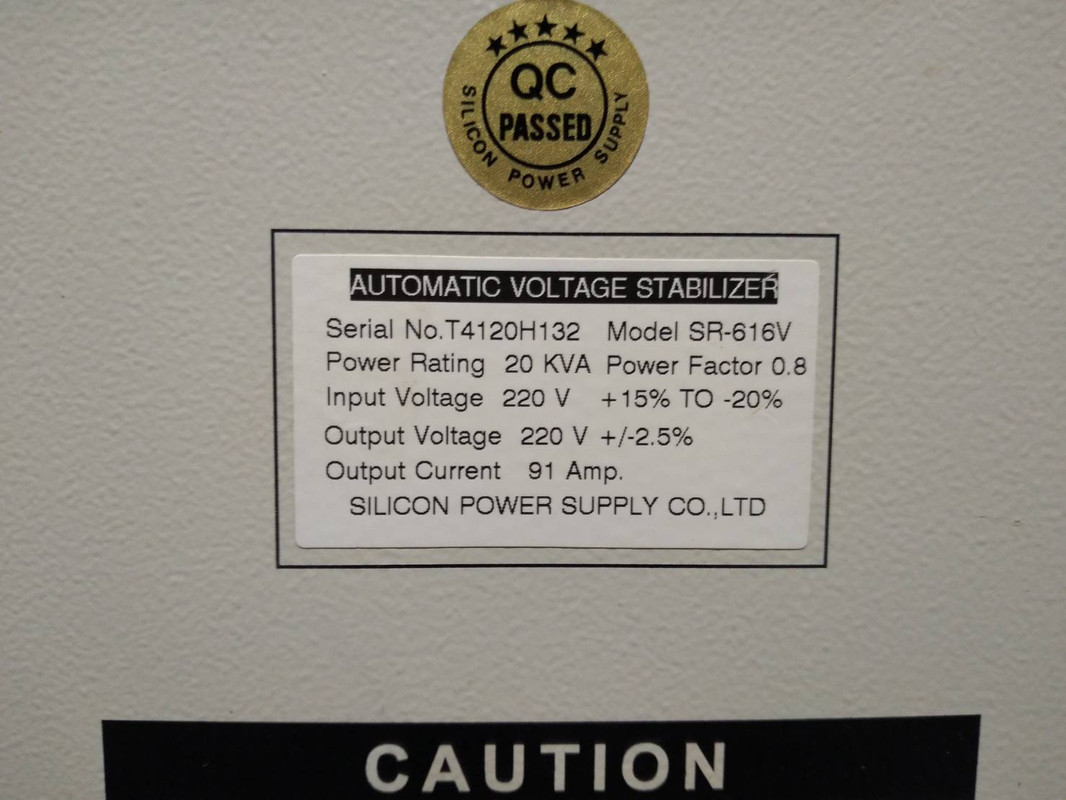 ★★★★★
QC
PASSED
SILICON POWER SUPPLY
AUTOMATIC VOLTAGE STABILIZER
Serial No.T4120H132 Model SR-616V
Power Rating 20 KVA Power Factor 0.8
Input Voltage 220 V +15% TO -20%
Output Voltage 220 V +/-2.5%
Output Current 91 Amp.
SILICON POWER SUPPLY CO.,LTD
CAUTION